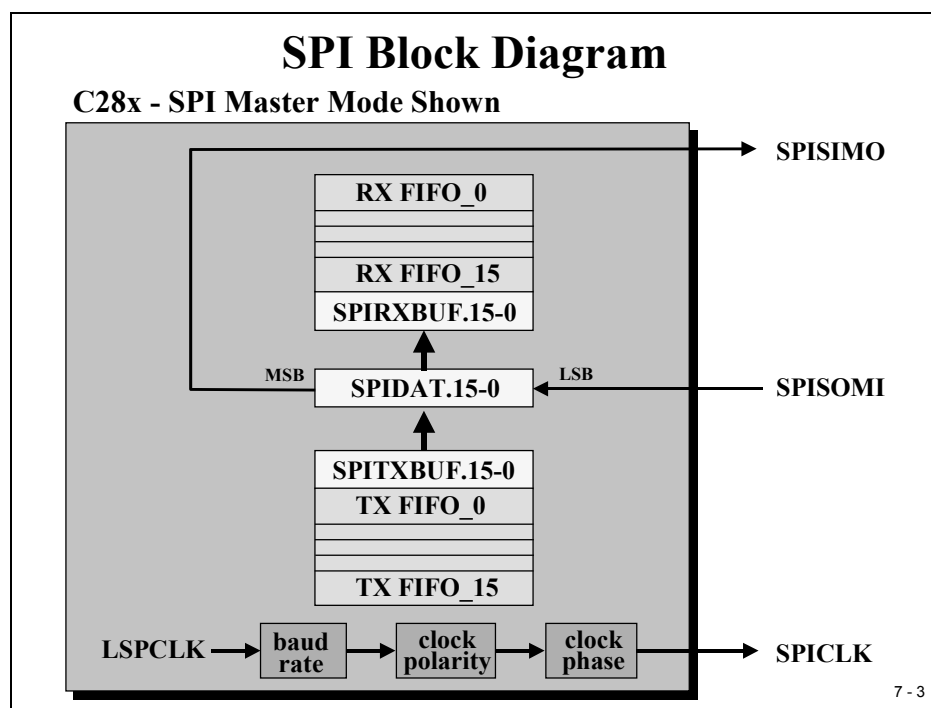 SPI Block Diagram
C28x - SPI Master Mode Shown
SPISIMO
RX FIFO_0
RX FIFO_15
SPIRXBUF.15-0
MSB
SPIDAT.15-0
LSB
SPISOMI
SPITXBUF.15-0
TX FIFO_0
TX FIFO_15
LSPCLK
baud
rate
clock
polarity
clock
phase
SPICLK
7 - 3